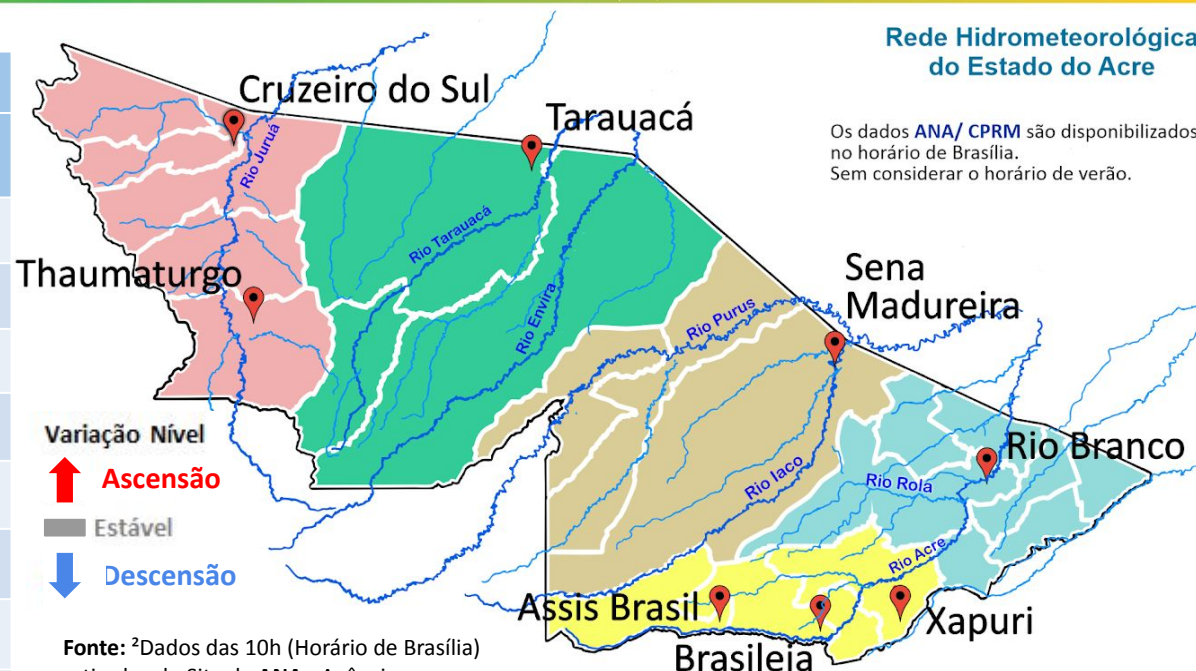 Rede Hidrometeorológica
do Estado do Acre
Os dados ANA/ CPRM são disponibilizados
no horário de Brasília.
Sem considerar o horário de verão.
Cruzeiro do Sul
Tarauacá
Rio Juruá
Rio Tarauacá
Thaumaturgo
Rio Envira
Sena
Madureira
Rio Purus
Variação Nível
Ascensão
Estável
Descensão
Rio Branco
Rio Iaco
Rio Rola
Rio Acre
Assis Brasil
Xapuri
Brasileia
Fonte: ²Dados das 10h (Horário de Brasília)